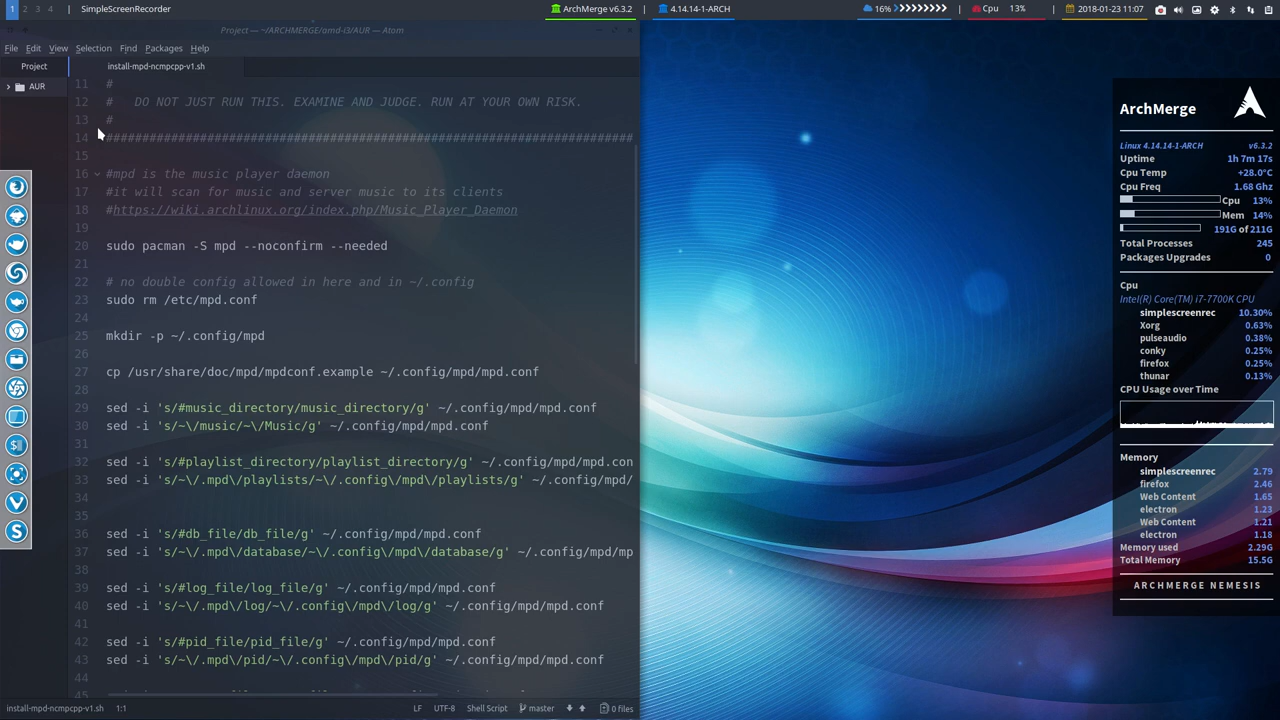 1 2 3 4 | SimpleScreenRecorder
ArchMerge v6.3.2 | 4.14.14-1-ARCH
16% | Cpu 13% | 2018-01-23 11:07
Project — ~/ARCHMERGE/amd-i3/AUR — Atom
File Edit View Selection Find Packages Help
Project
install-mpd-ncmpcpp-v1.sh
AUR
11 #
12 #   DO NOT JUST RUN THIS. EXAMINE AND JUDGE. RUN AT YOUR OWN RISK.
13 #
14 #########################################################################
15
16 #mpd is the music player daemon
17 #it will scan for music and server music to its clients
18 #https://wiki.archlinux.org/index.php/Music_Player_Daemon
19
20 sudo pacman -S mpd --noconfirm --needed
21
22 # no double config allowed in here and in ~/.config
23 sudo rm /etc/mpd.conf
24
25 mkdir -p ~/.config/mpd
26
27 cp /usr/share/doc/mpd/mpdconf.example ~/.config/mpd/mpd.conf
28
29 sed -i 's/#music_directory/music_directory/g' ~/.config/mpd/mpd.conf
30 sed -i 's/~\/music/~\/Music/g' ~/.config/mpd/mpd.conf
31
32 sed -i 's/#playlist_directory/playlist_directory/g' ~/.config/mpd/mpd.con
33 sed -i 's/~\/.mpd\/playlists/~\/.config\/mpd\/playlists/g' ~/.config/mpd/
34
35
36 sed -i 's/#db_file/db_file/g' ~/.config/mpd/mpd.conf
37 sed -i 's/~\/.mpd\/database/~\/.config\/mpd\/database/g' ~/.config/mpd/mp
38
39 sed -i 's/#log_file/log_file/g' ~/.config/mpd/mpd.conf
40 sed -i 's/~\/.mpd\/log/~\/.config\/mpd\/log/g' ~/.config/mpd/mpd.conf
41
42 sed -i 's/#pid_file/pid_file/g' ~/.config/mpd/mpd.conf
43 sed -i 's/~\/.mpd\/pid/~\/.config\/mpd\/pid/g' ~/.config/mpd/mpd.conf
44
45
install-mpd-ncmpcpp-v1.sh 1:1
LF UTF-8 Shell Script master 0 files
ArchMerge
Linux 4.14.14-1-ARCH v6.3.2
Uptime 1h 7m 17s
Cpu Temp +28.0°C
Cpu Freq 1.68 Ghz
Cpu 13%
Mem 14%
191G of 211G
Total Processes 245
Packages Upgrades 0
Cpu
Intel(R) Core(TM) i7-7700K CPU
simplescreenrec 10.30%
Xorg 0.63%
pulseaudio 0.38%
conky 0.25%
firefox 0.25%
thunar 0.13%
CPU Usage over Time
Memory
simplescreenrec 2.79
firefox 2.46
Web Content 1.65
electron 1.23
Web Content 1.21
electron 1.18
Memory used 2.29G
Total Memory 15.5G
ARCHMERGE NEMESIS